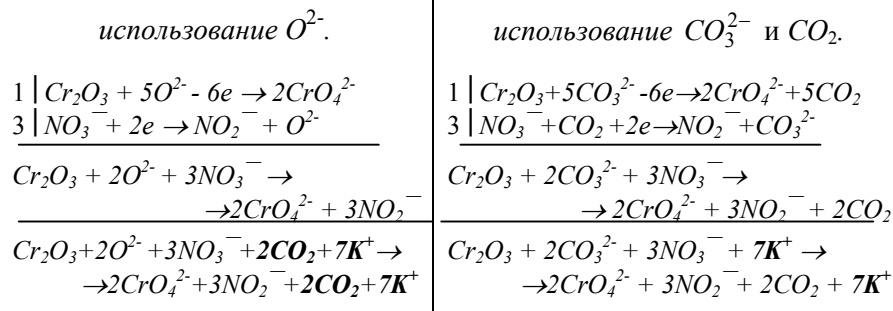 использование O²⁻.
1 | Cr₂O₃ + 5O²⁻ - 6e → 2CrO₄²⁻
3 | NO₃⁻ + 2e → NO₂⁻ + O²⁻
Cr₂O₃ + 2O²⁻ + 3NO₃⁻ →
→2CrO₄²⁻ + 3NO₂⁻
Cr₂O₃+2O²⁻ +3NO₃⁻+2CO₂+7K⁺→
→2CrO₄²⁻+3NO₂⁻+2CO₂+7K⁺
использование CO₃²⁻ и CO₂.
1 | Cr₂O₃+5CO₃²⁻ -6e→2CrO₄²⁻+5CO₂
3 | NO₃⁻+CO₂ +2e→NO₂⁻+CO₃²⁻
Cr₂O₃ + 2CO₃²⁻ + 3NO₃⁻→
→ 2CrO₄²⁻ + 3NO₂⁻ + 2CO₂
Cr₂O₃ + 2CO₃²⁻ + 3NO₃⁻ + 7K⁺ →
→2CrO₄²⁻ + 3NO₂⁻ + 2CO₂ + 7K⁺